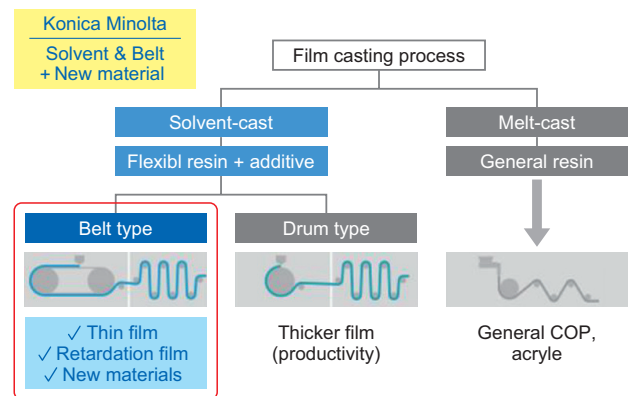 Konica Minolta
Solvent & Belt
+ New material
Film casting process
Solvent-cast
Melt-cast
Flexibl resin + additive
General resin
Belt type
Drum type
✓ Thin film
✓ Retardation film
✓ New materials
Thicker film
(productivity)
General COP,
acryle